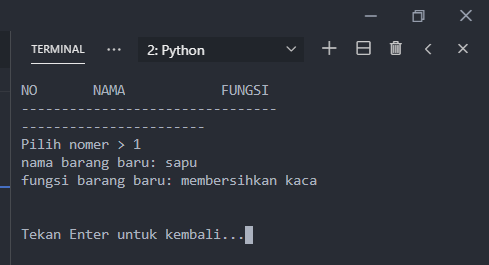 TERMINAL ... 2: Python
NO NAMA FUNGSI
--------------------------------
-----------------------
Pilih nomer > 1
nama barang baru: sapu
fungsi barang baru: membersihkan kaca
Tekan Enter untuk kembali...